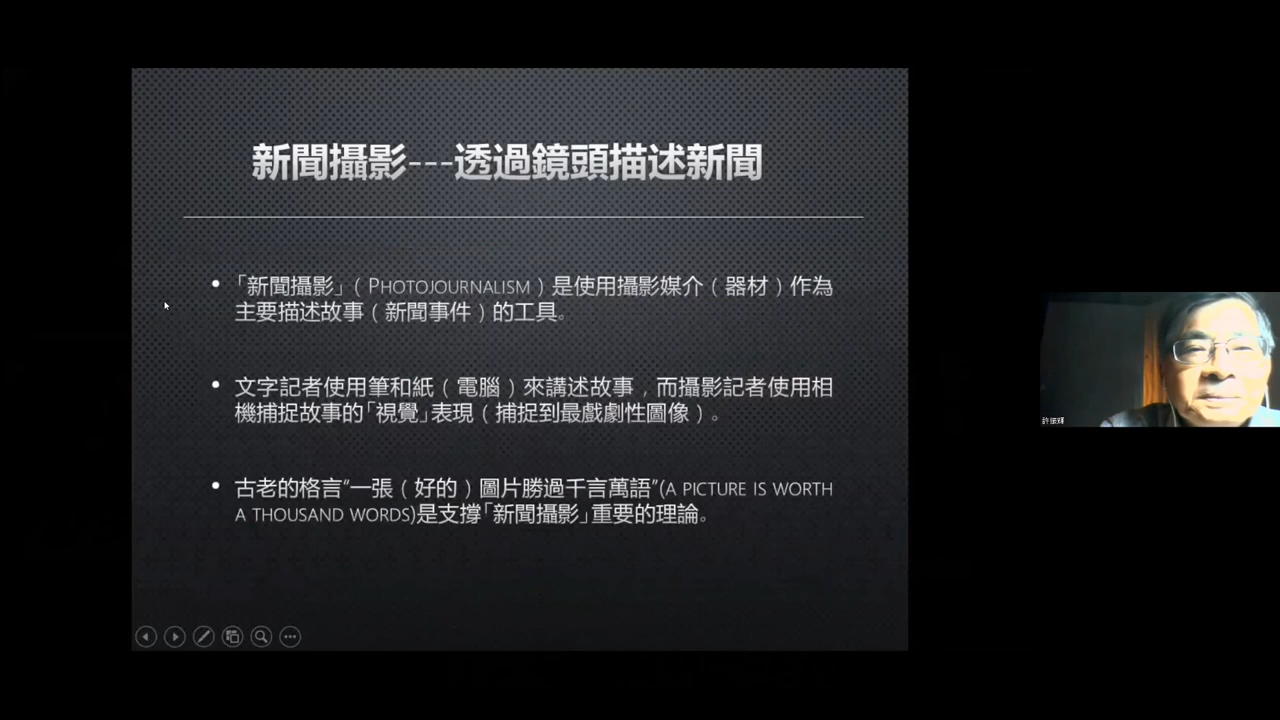 新聞攝影---透過鏡頭描述新聞
• 「新聞攝影」（PHOTOJOURNALISM）是使用攝影媒介（器材）作為
主要描述故事（新聞事件）的工具。
• 文字記者使用筆和紙（電腦）來講述故事，而攝影記者使用相
機捕捉故事的「視覺」表現（捕捉到最戲劇性圖像）。
• 古老的格言“一張（好的）圖片勝過千言萬語”(A PICTURE IS WORTH
A THOUSAND WORDS)是支撐「新聞攝影」重要的理論。